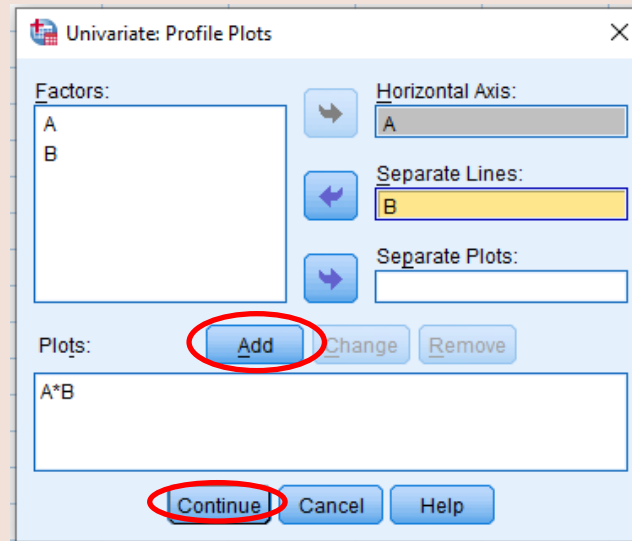 Univariate: Profile Plots
Factors:
A
B
Horizontal Axis:
A
Separate Lines:
B
Separate Plots:
Plots:
Add
Change
Remove
A*B
Continue
Cancel
Help